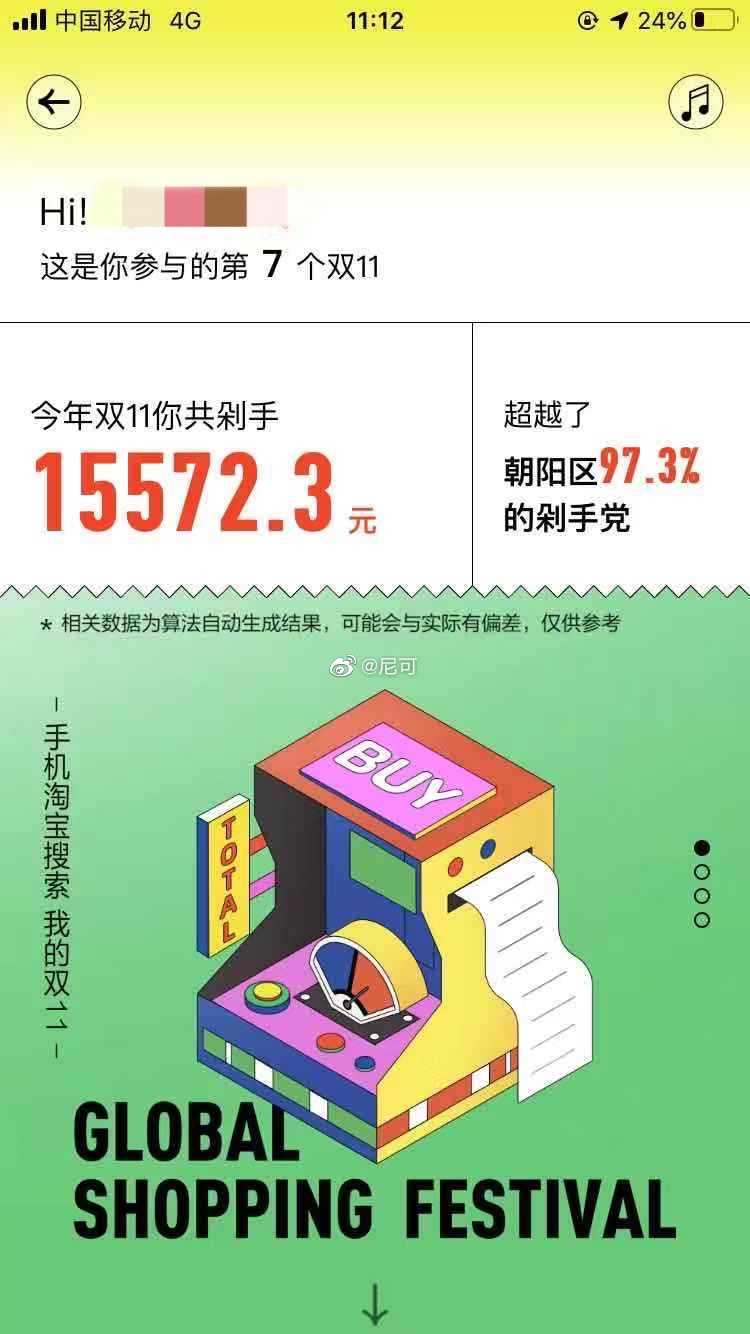 中国移动 4G 11:12 24%
Hi!
这是你参与的第 7 个双11
今年双11你共剁手
15572.3 元
超越了
朝阳区97.3%
的剁手党
* 相关数据为算法自动生成结果，可能会与实际有偏差，仅供参考
@尼可
手机淘宝搜索 我的双11
BUY
TOTAL
GLOBAL
SHOPPING FESTIVAL